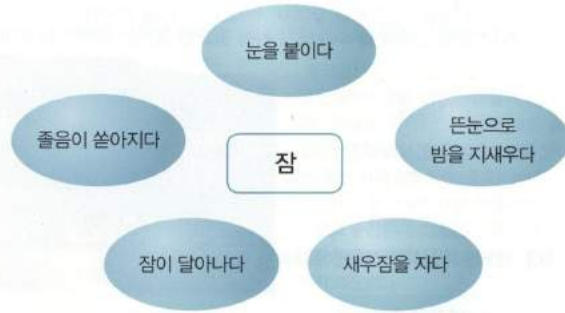 눈을 붙이다
졸음이 쏟아지다
뜬눈으로
밤을 지새우다
잠
잠이 달아나다
새우잠을 자다